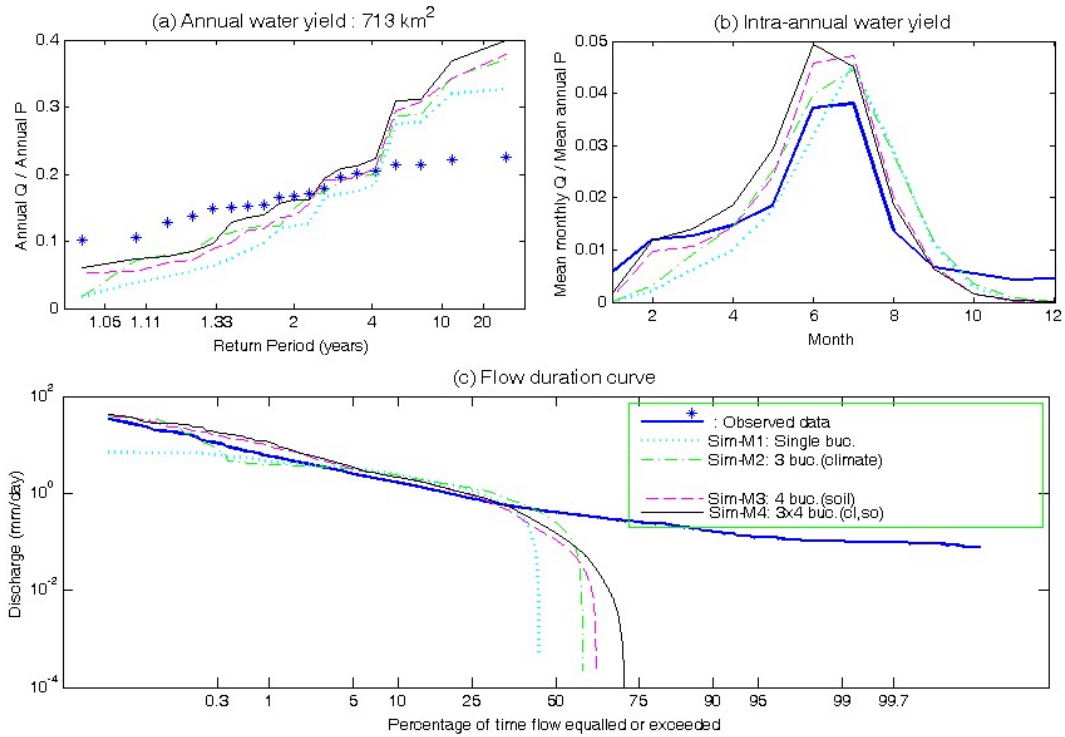 (a) Annual water yield : 713 km²
0.4
0.3
0.2
0.1
0
Annual Q / Annual P
1.05 1.11 1.33 2 4 10 20
Return Period (years)
(b) Intra-annual water yield
0.05
0.04
0.03
0.02
0.01
0
Mean monthly Q / Mean annual P
2 4 6 8 10 12
Month
(c) Flow duration curve
10²
10⁰
10⁻²
10⁻⁴
Discharge (mm/day)
* : Observed data
Sim-M1: Single buc.
Sim-M2: 3 buc.(climate)
Sim-M3: 4 buc.(soil)
Sim-M4: 3x4 buc.(cl,so)
0.3 1 5 10 25 50 75 90 95 99 99.7
Percentage of time flow equalled or exceeded